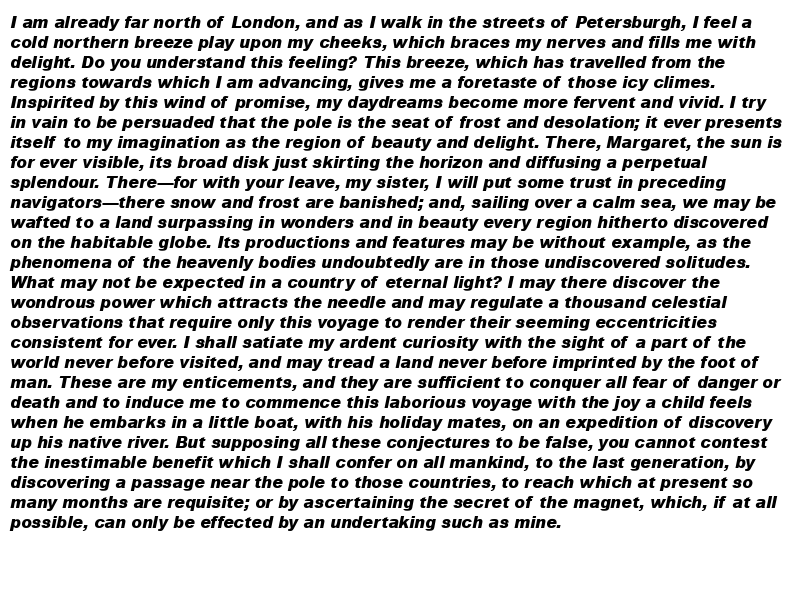 I am already far north of London, and as I walk in the streets of Petersburgh, I feel a
cold northern breeze play upon my cheeks, which braces my nerves and fills me with
delight. Do you understand this feeling? This breeze, which has travelled from the
regions towards which I am advancing, gives me a foretaste of those icy climes.
Inspirited by this wind of promise, my daydreams become more fervent and vivid. I try
in vain to be persuaded that the pole is the seat of frost and desolation; it ever presents
itself to my imagination as the region of beauty and delight. There, Margaret, the sun is
for ever visible, its broad disk just skirting the horizon and diffusing a perpetual
splendour. There—for with your leave, my sister, I will put some trust in preceding
navigators—there snow and frost are banished; and, sailing over a calm sea, we may be
wafted to a land surpassing in wonders and in beauty every region hitherto discovered
on the habitable globe. Its productions and features may be without example, as the
phenomena of the heavenly bodies undoubtedly are in those undiscovered solitudes.
What may not be expected in a country of eternal light? I may there discover the
wondrous power which attracts the needle and may regulate a thousand celestial
observations that require only this voyage to render their seeming eccentricities
consistent for ever. I shall satiate my ardent curiosity with the sight of a part of the
world never before visited, and may tread a land never before imprinted by the foot of
man. These are my enticements, and they are sufficient to conquer all fear of danger or
death and to induce me to commence this laborious voyage with the joy a child feels
when he embarks in a little boat, with his holiday mates, on an expedition of discovery
up his native river. But supposing all these conjectures to be false, you cannot contest
the inestimable benefit which I shall confer on all mankind, to the last generation, by
discovering a passage near the pole to those countries, to reach which at present so
many months are requisite; or by ascertaining the secret of the magnet, which, if at all
possible, can only be effected by an undertaking such as mine.